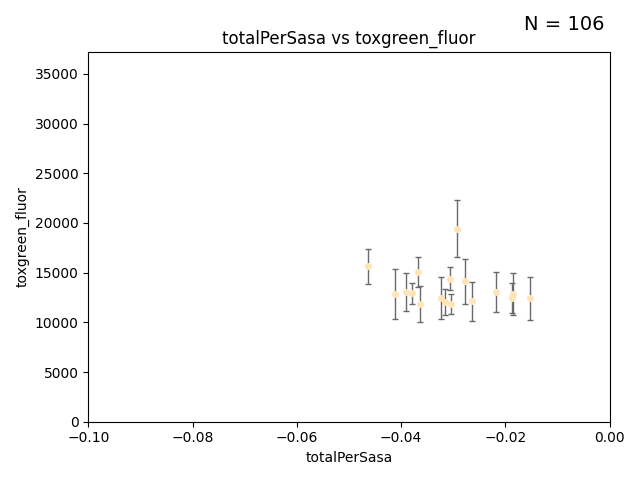 N = 106
totalPerSasa vs toxgreen_fluor
toxgreen_fluor
35000
30000
25000
20000
15000
10000
5000
0
−0.10 −0.08 −0.06 −0.04 −0.02 0.00
totalPerSasa